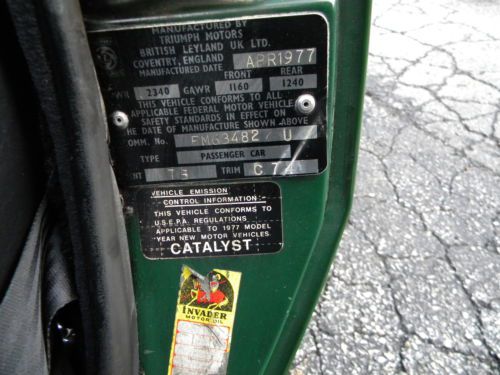 MANUFACTURED BY
TRIUMPH MOTORS
BRITISH LEYLAND UK LTD.
COVENTRY, ENGLAND
MANUFACTURED DATE APR1977
FRONT REAR
2340 GAWR 1160 1240
THIS VEHICLE CONFORMS TO ALL
APPLICABLE FEDERAL MOTOR VEHICLE
SAFETY STANDARDS IN EFFECT ON
THE DATE OF MANUFACTURE SHOWN ABOVE
U
TYPE PASSENGER CAR
TRIM
VEHICLE EMISSION
CONTROL INFORMATION
THIS VEHICLE CONFORMS TO
U.S.E.P.A. REGULATIONS
APPLICABLE TO 1977 MODEL
YEAR NEW MOTOR VEHICLES
CATALYST
INVADER
MOTOR OIL